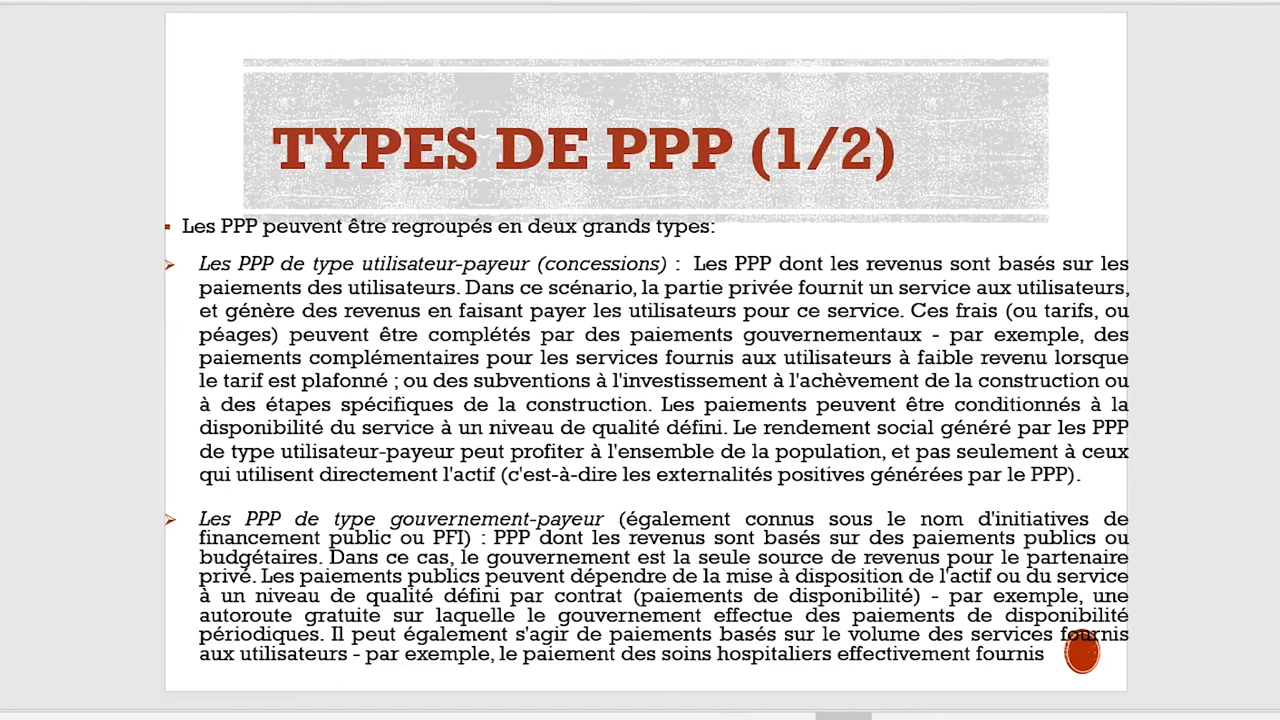 TYPES DE PPP (1/2)
Les PPP peuvent être regroupés en deux grands types:
Les PPP de type utilisateur-payeur (concessions) : Les PPP dont les revenus sont basés sur les
paiements des utilisateurs. Dans ce scénario, la partie privée fournit un service aux utilisateurs,
et génère des revenus en faisant payer les utilisateurs pour ce service. Ces frais (ou tarifs, ou
péages) peuvent être complétés par des paiements gouvernementaux - par exemple, des
paiements complémentaires pour les services fournis aux utilisateurs à faible revenu lorsque
le tarif est plafonné ; ou des subventions à l'investissement à l'achèvement de la construction ou
à des étapes spécifiques de la construction. Les paiements peuvent être conditionnés à la
disponibilité du service à un niveau de qualité défini. Le rendement social généré par les PPP
de type utilisateur-payeur peut profiter à l'ensemble de la population, et pas seulement à ceux
qui utilisent directement l'actif (c'est-à-dire les externalités positives générées par le PPP).
Les PPP de type gouvernement-payeur (également connus sous le nom d'initiatives de
financement public ou PFI) : PPP dont les revenus sont basés sur des paiements publics ou
budgétaires. Dans ce cas, le gouvernement est la seule source de revenus pour le partenaire
privé. Les paiements publics peuvent dépendre de la mise à disposition de l'actif ou du service
à un niveau de qualité défini par contrat (paiements de disponibilité) - par exemple, une
autoroute gratuite sur laquelle le gouvernement effectue des paiements de disponibilité
périodiques. Il peut également s'agir de paiements basés sur le volume des services fournis
aux utilisateurs - par exemple, le paiement des soins hospitaliers effectivement fournis